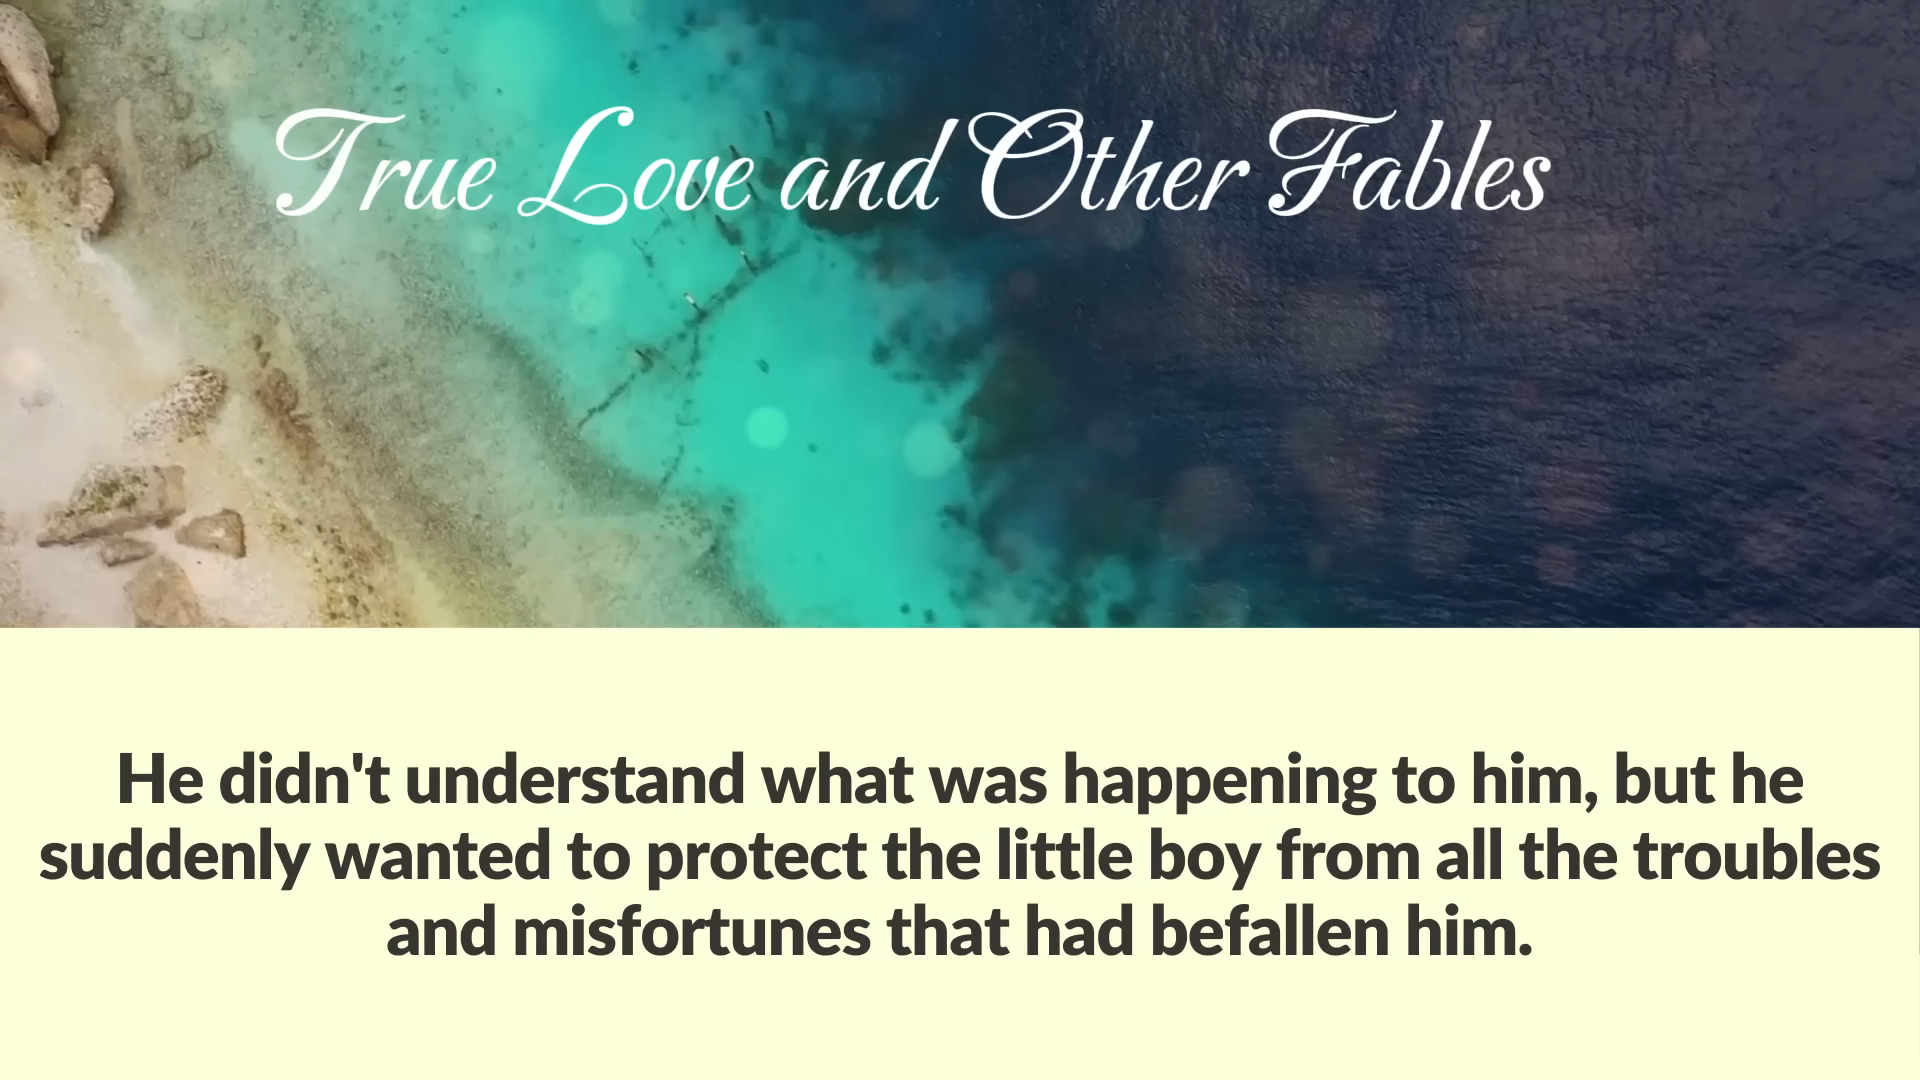 True Love and Other Fables
He didn't understand what was happening to him, but he
suddenly wanted to protect the little boy from all the troubles
and misfortunes that had befallen him.